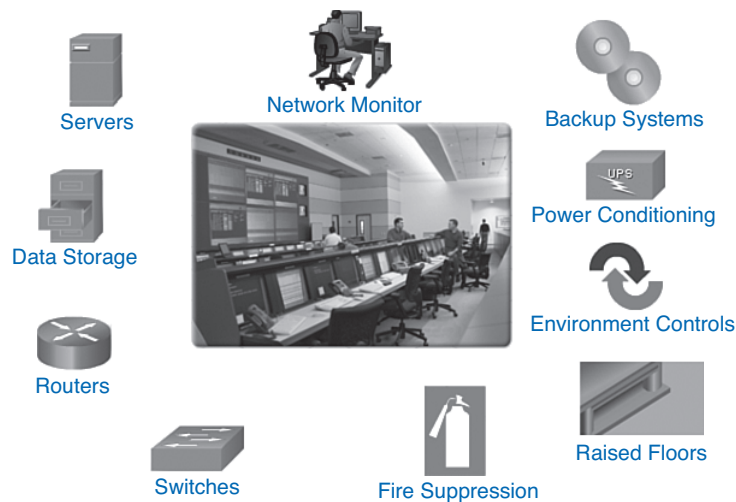 Servers
Network Monitor
Backup Systems
Data Storage
UPS
Power Conditioning
Environment Controls
Routers
Raised Floors
Switches
Fire Suppression